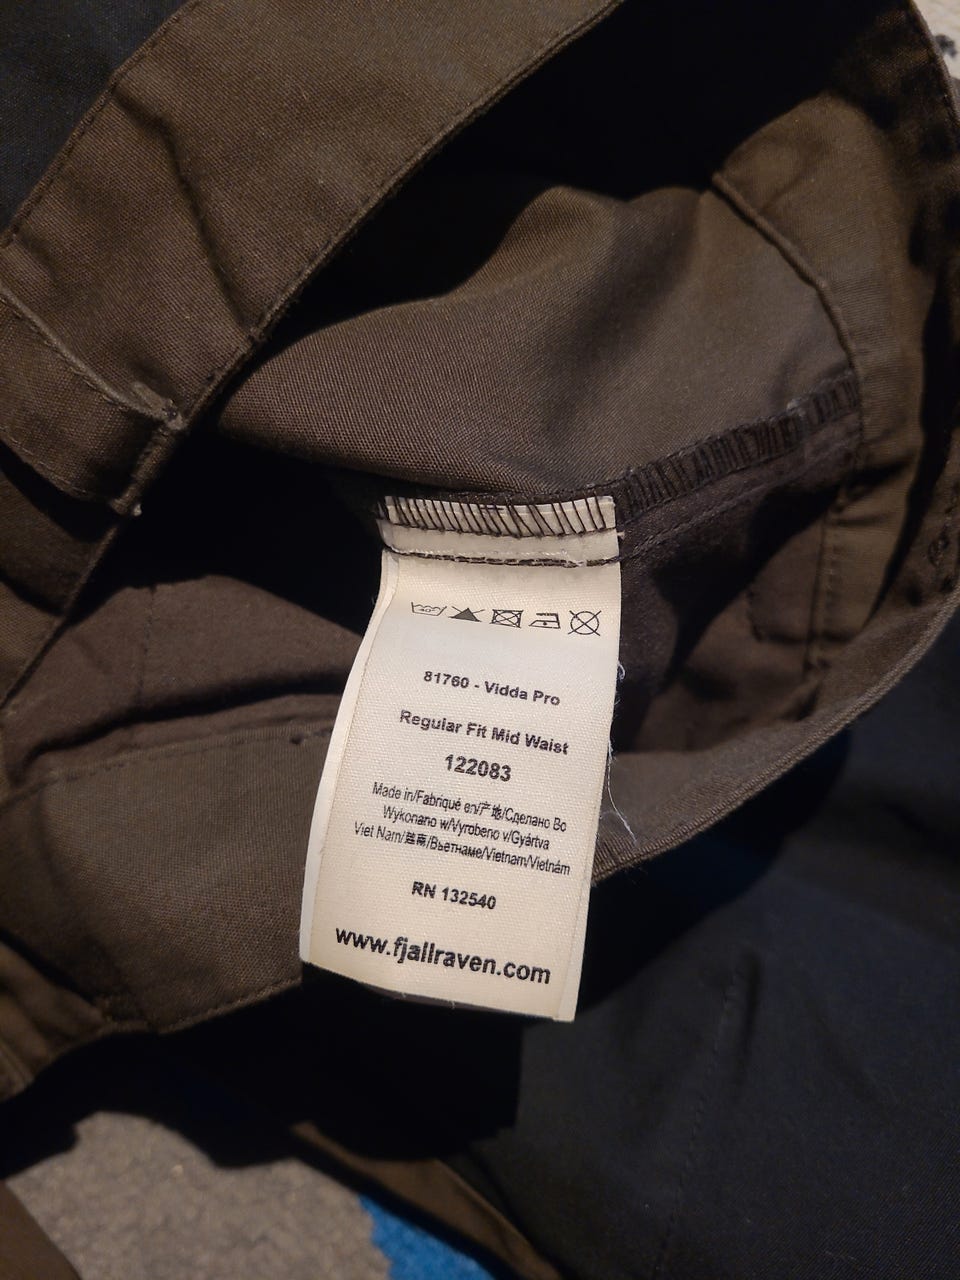 81760 - Vidda Pro
Regular Fit Mid Waist
122083
Made in/Fabriqué en/产地/Сделано Во
Wykonano w/Vyrobeno v/Gyártva
Viet Nam/越南/Вьетнаме/Vietnam/Vietnám
RN 132540
www.fjallraven.com